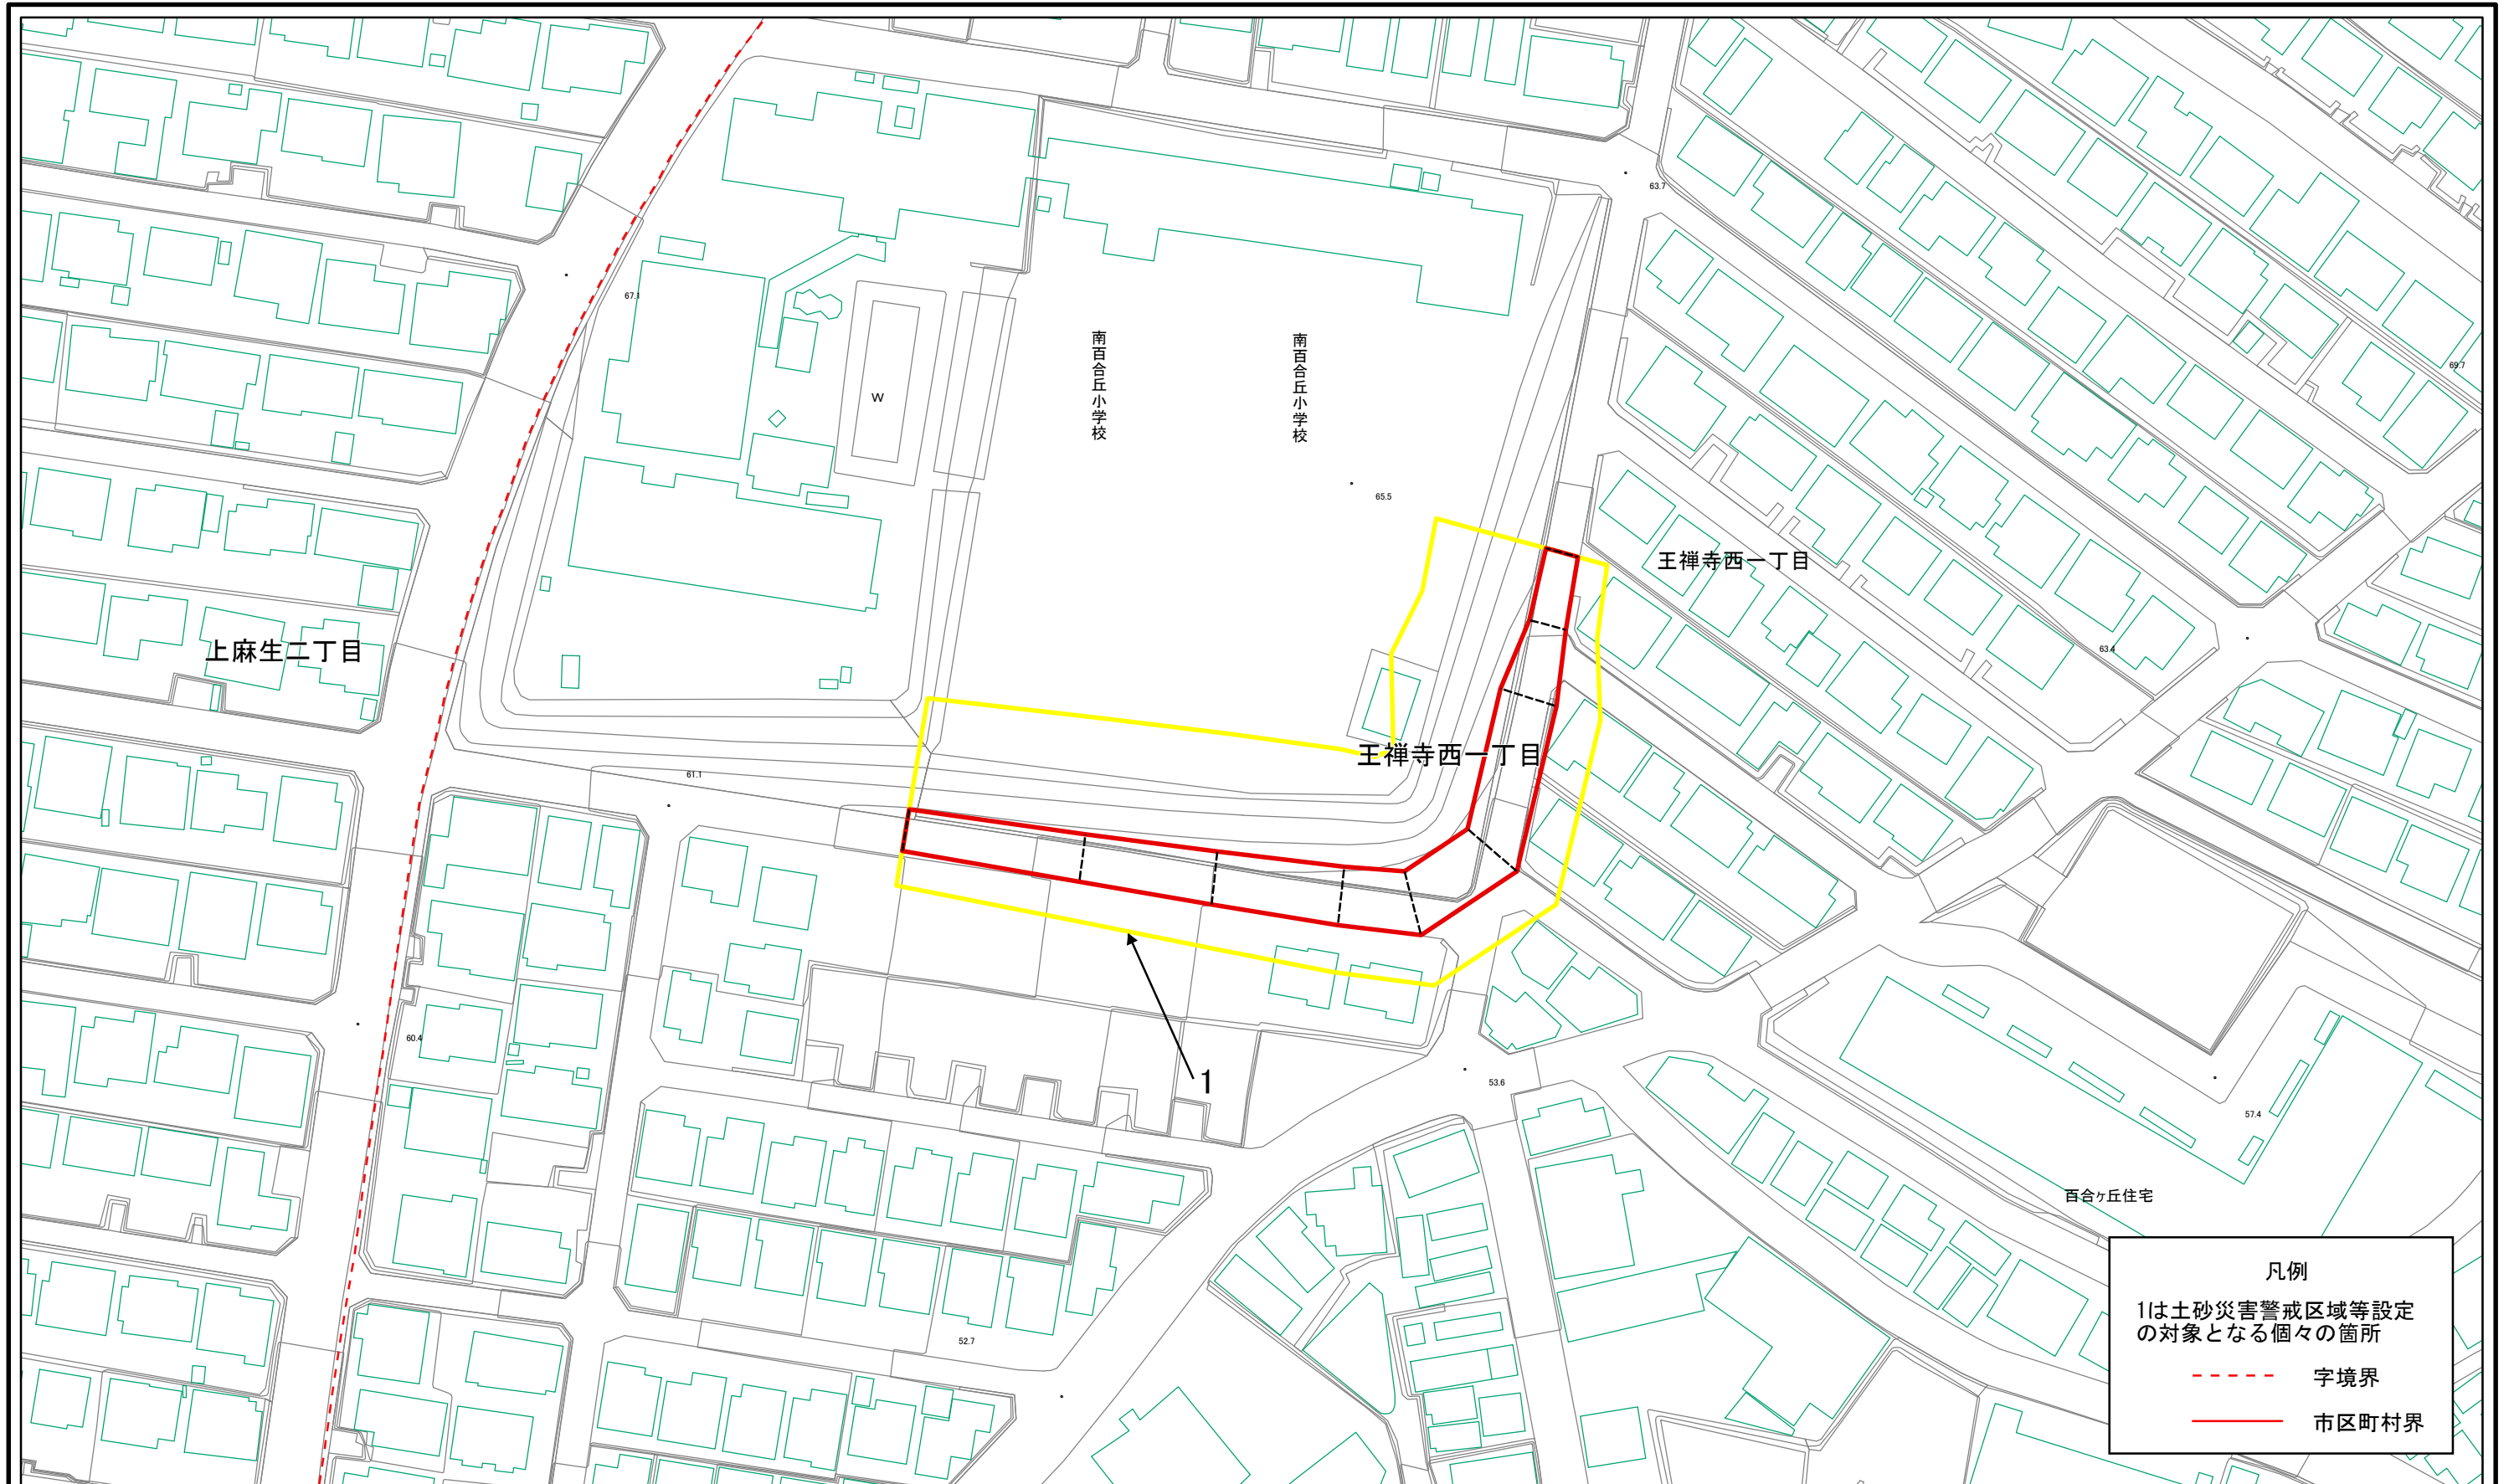 63.7
67.1
南百合丘小学校
南百合丘小学校
69.7
W
65.5
王禅寺西一丁目
上麻生二丁目
63.4
王禅寺西一丁目
61.1
60.4
1
53.6
57.4
百合ヶ丘住宅
52.7
凡例
1は土砂災害警戒区域等設定
の対象となる個々の箇所
字境界
市区町村界